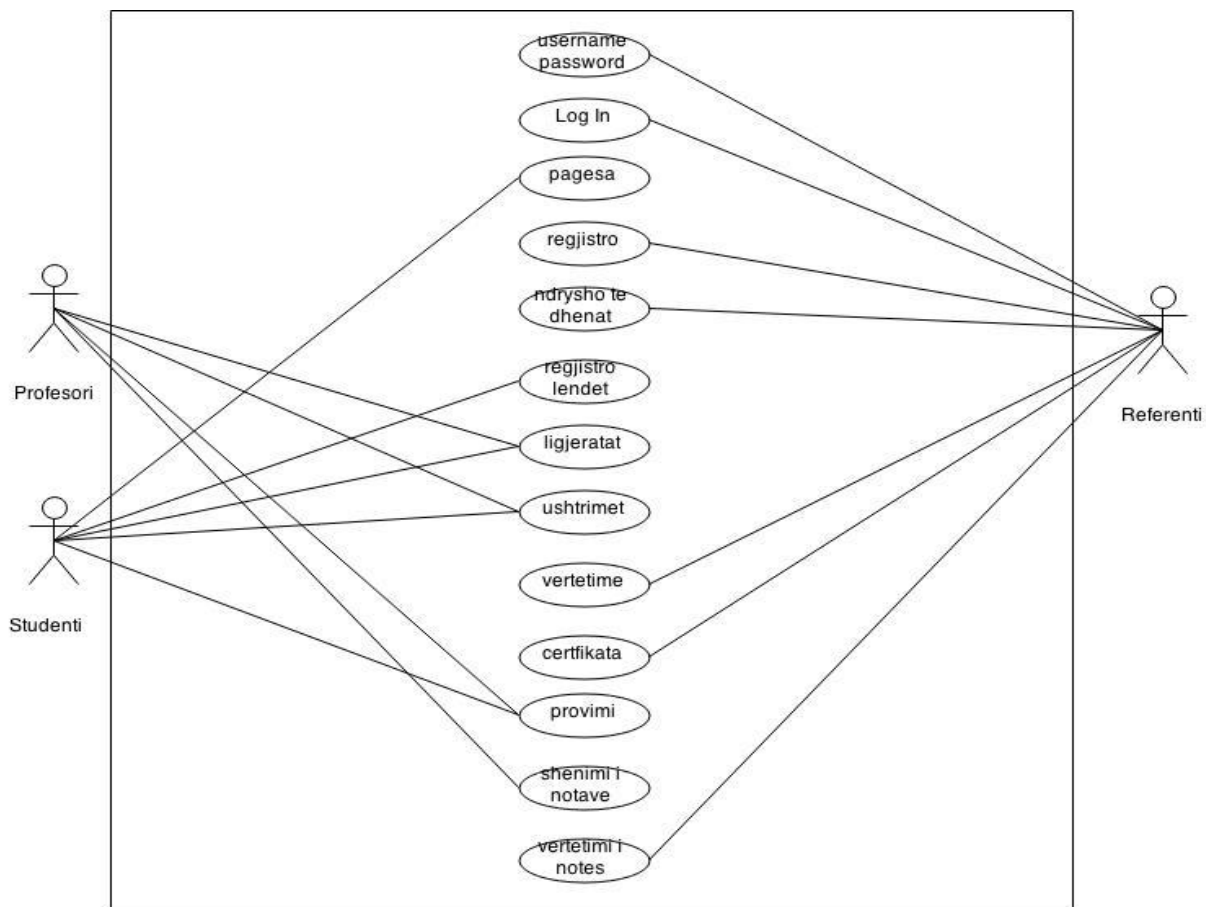 username
password
Log In
pagesa
regjistro
ndrysho te
dhenat
regjistro
lendet
ligjeratat
ushtrimet
vertetime
certfikata
provimi
shenimi i
notave
vertetimi i
notes
Profesori
Studenti
Referenti